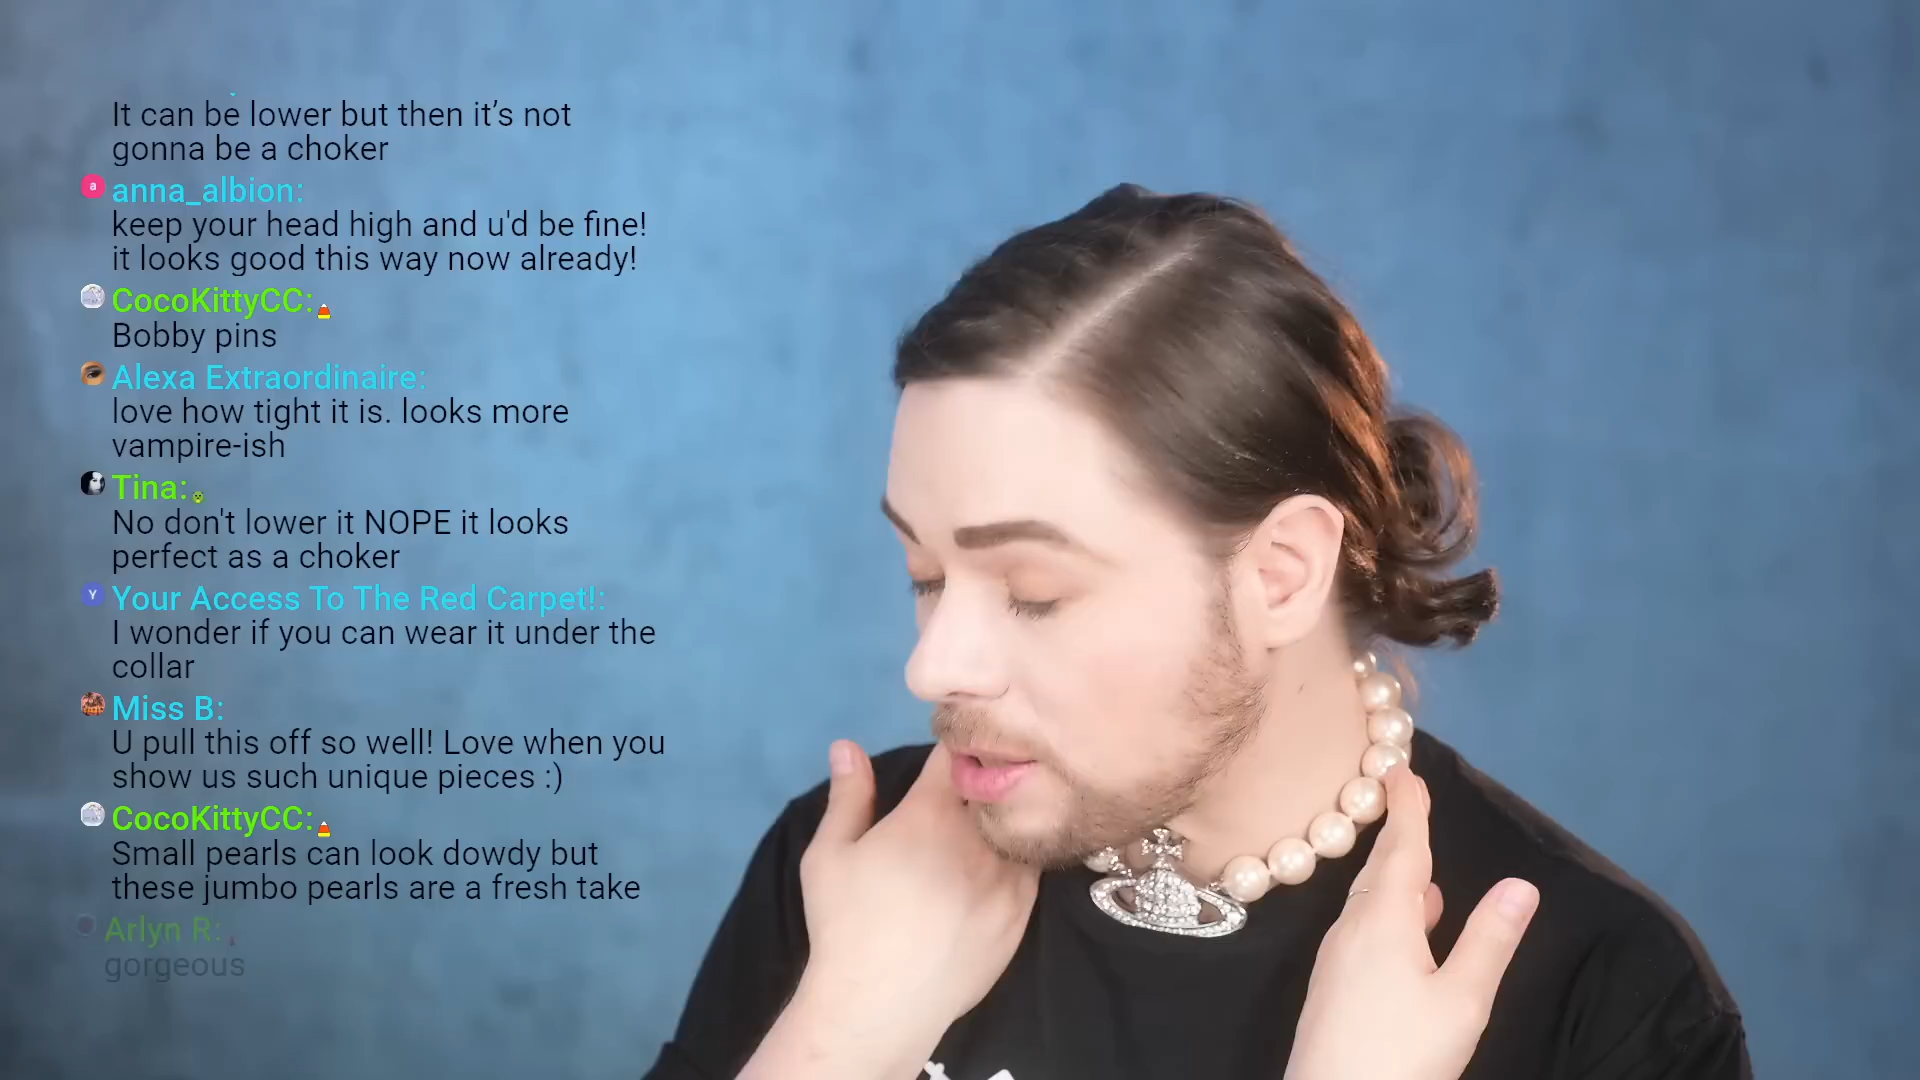 It can be lower but then it’s not
gonna be a choker
a
anna_albion:
keep your head high and u'd be fine!
it looks good this way now already!
CocoKittyCC:
Bobby pins
Alexa Extraordinaire:
love how tight it is. looks more
vampire-ish
Tina:
No don't lower it NOPE it looks
perfect as a choker
Y
Your Access To The Red Carpet!:
I wonder if you can wear it under the
collar
Miss B:
U pull this off so well! Love when you
show us such unique pieces :)
CocoKittyCC:
Small pearls can look dowdy but
these jumbo pearls are a fresh take
Arlyn R:
gorgeous